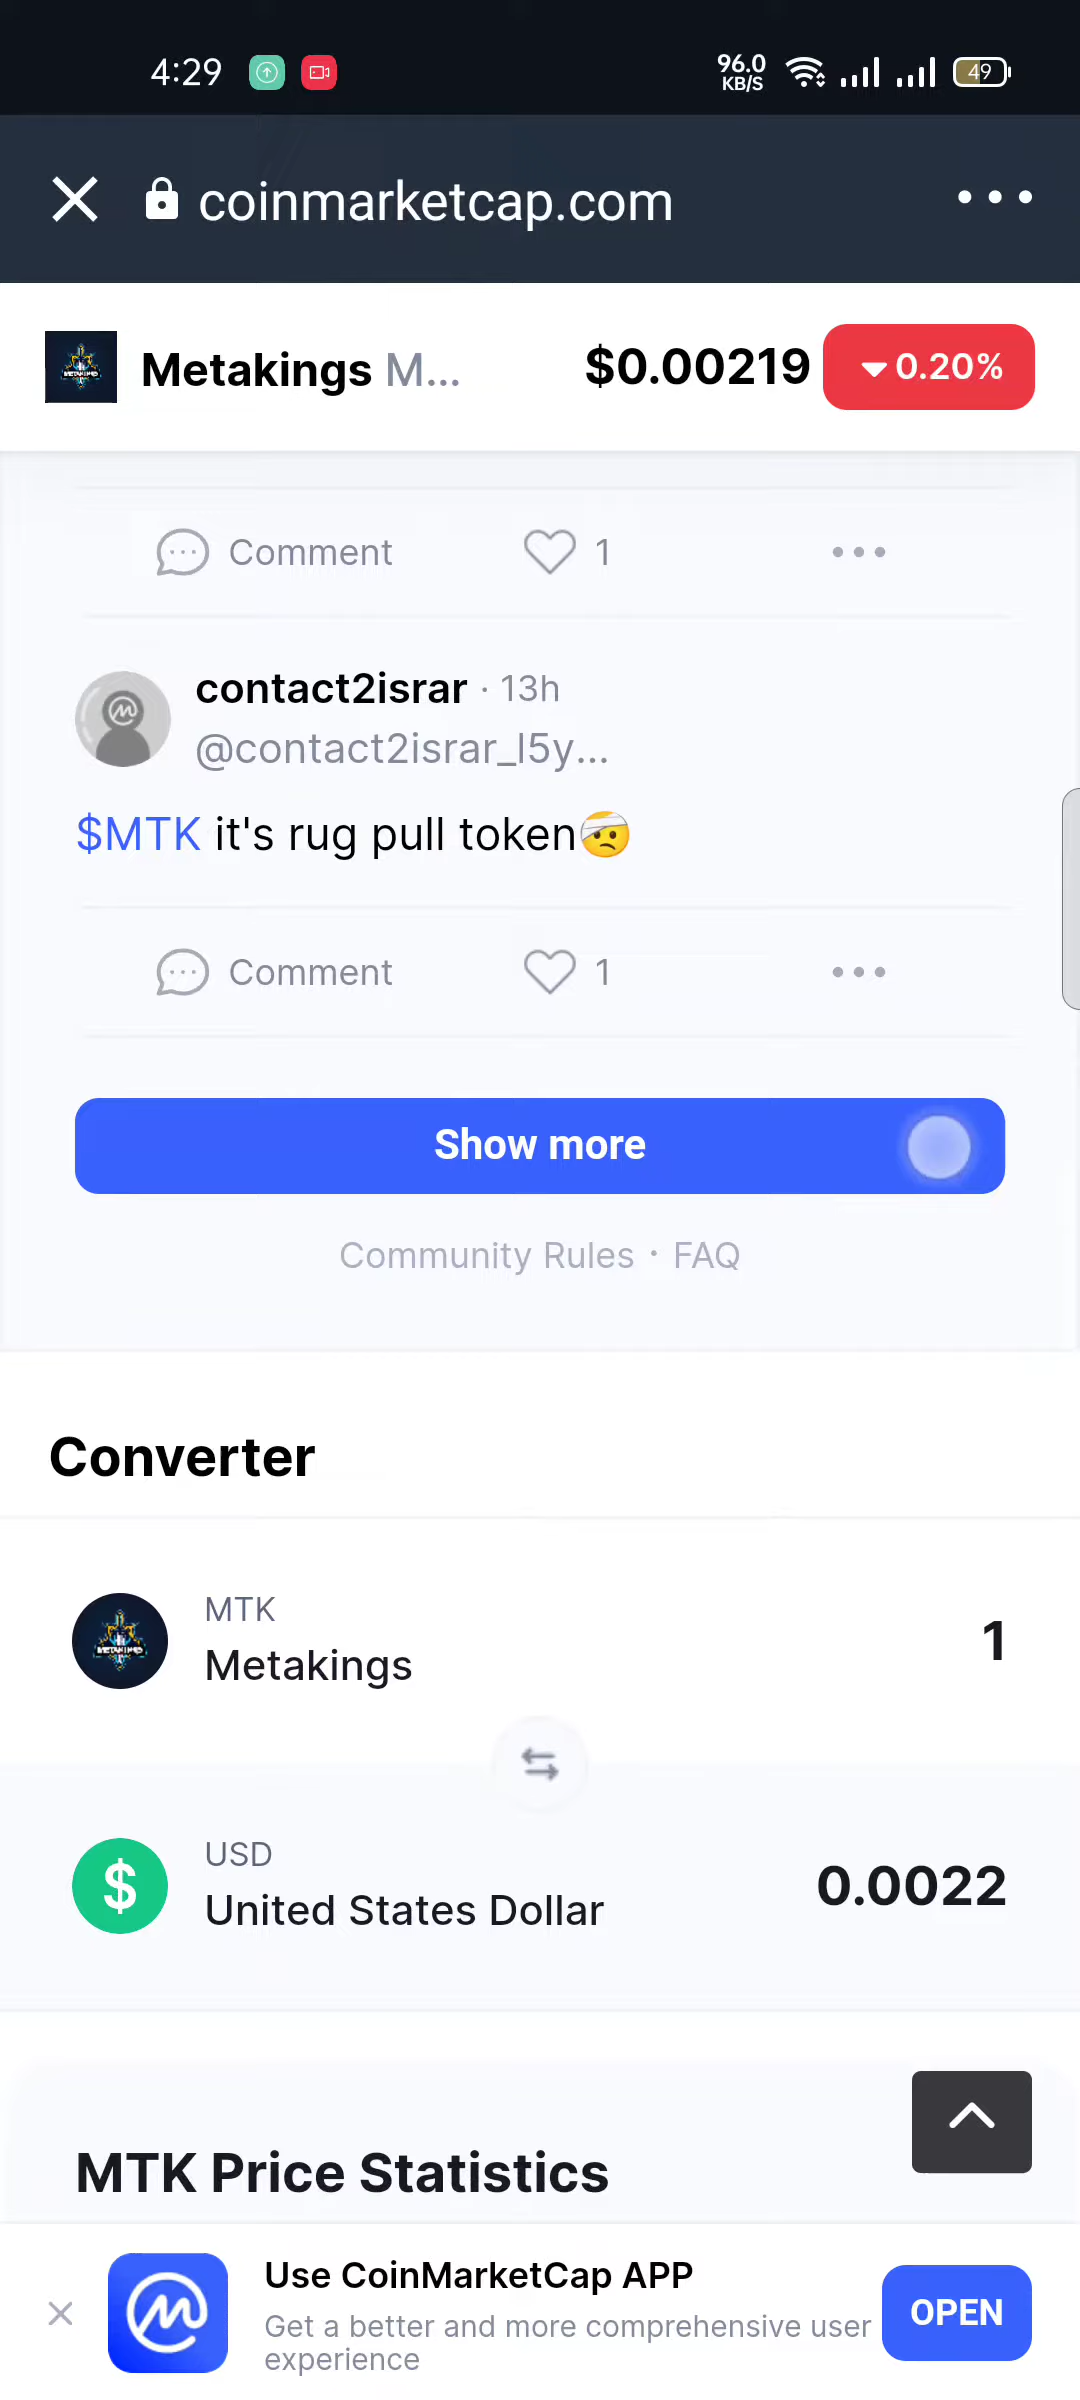 4:29
96.0
KB/S
49
coinmarketcap.com
Metakings M...
$0.00219
0.20%
Comment
1
contact2israr · 13h
@contact2israr_l5y...
$MTK it's rug pull token🤕
Comment
1
Show more
Community Rules · FAQ
Converter
MTK
Metakings
1
USD
United States Dollar
0.0022
MTK Price Statistics
Use CoinMarketCap APP
Get a better and more comprehensive user
experience
OPEN